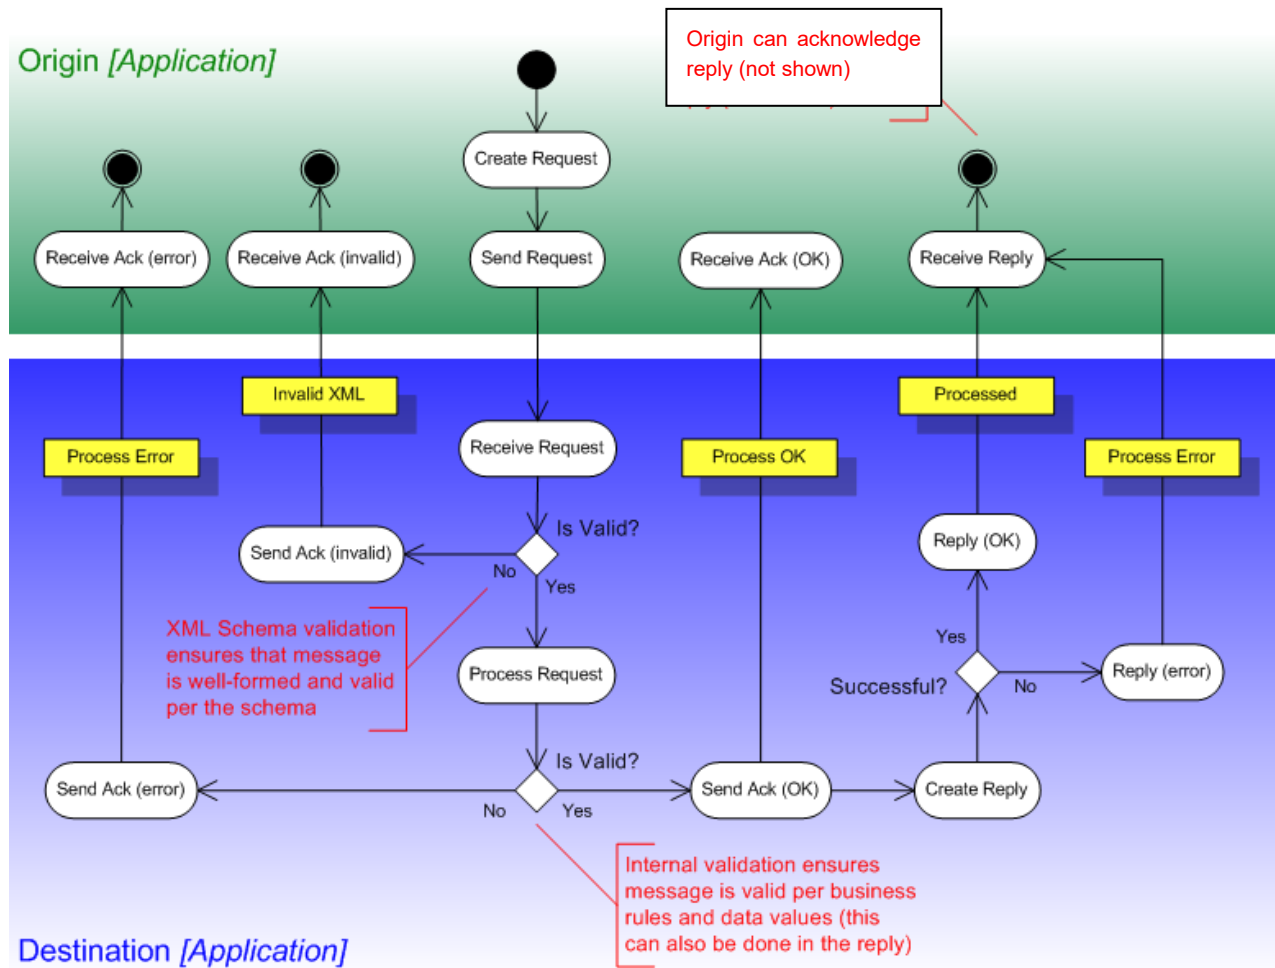 Origin can acknowledge
reply (not shown)
Origin [Application]
Create Request
Receive Ack (error)
Receive Ack (invalid)
Send Request
Receive Ack (OK)
Receive Reply
Invalid XML
Processed
Process Error
Receive Request
Process OK
Process Error
Is Valid?
Send Ack (invalid)
No
Yes
Reply (OK)
XML Schema validation
ensures that message
is well-formed and valid
per the schema
Process Request
Yes
Successful?
No
Reply (error)
Is Valid?
Send Ack (error)
No
Yes
Send Ack (OK)
Create Reply
Internal validation ensures
message is valid per business
rules and data values (this
can also be done in the reply)
Destination [Application]